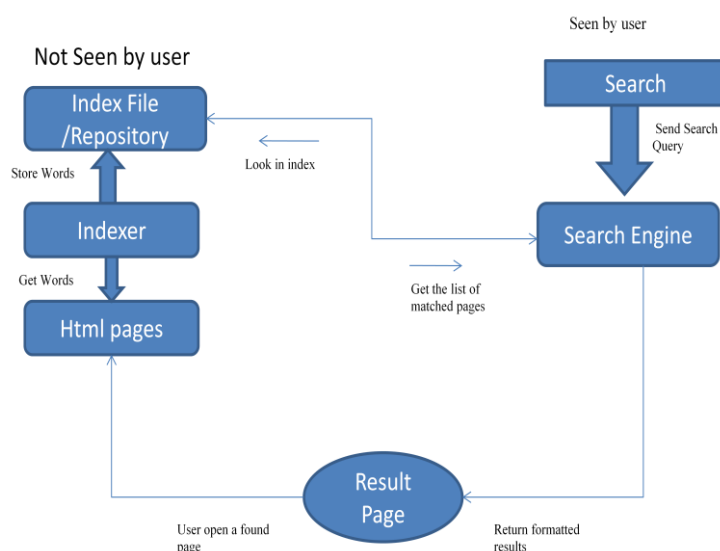 Seen by user
Not Seen by user
Search
Index File
/Repository
Send Search
Query
Look in index
Store Words
Indexer
Search Engine
Get Words
Get the list of
matched pages
Html pages
Result
Page
User open a found
page
Return formatted
results